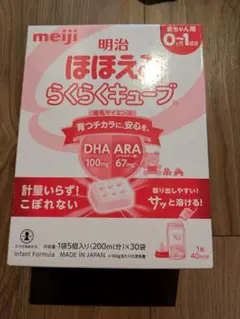 meiji
明治
赤ちゃん用
0~1歳頃
ほほえみ
らくらくキューブ
育つチカラに、安心を。
DHA
100mg
ARA
67mg
計量いらず!
こぼれない
取り出しやすい!
サッと溶ける!
1個
40ml
内容量 1袋5個入り(200ml分)×30袋
Infant Formula MADE IN JAPAN